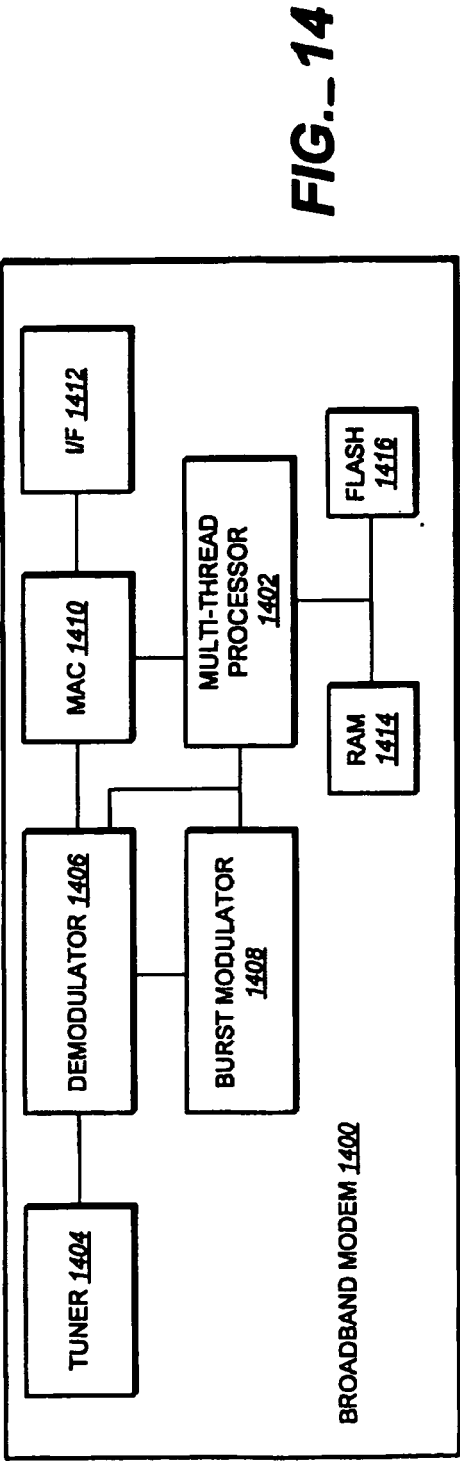 TUNER 1404
DEMODULATOR 1406
MAC 1410
I/F 1412
BURST MODULATOR
1408
MULTI-THREAD
PROCESSOR
1402
RAM
1414
FLASH
1416
BROADBAND MODEM 1400
FIG._14